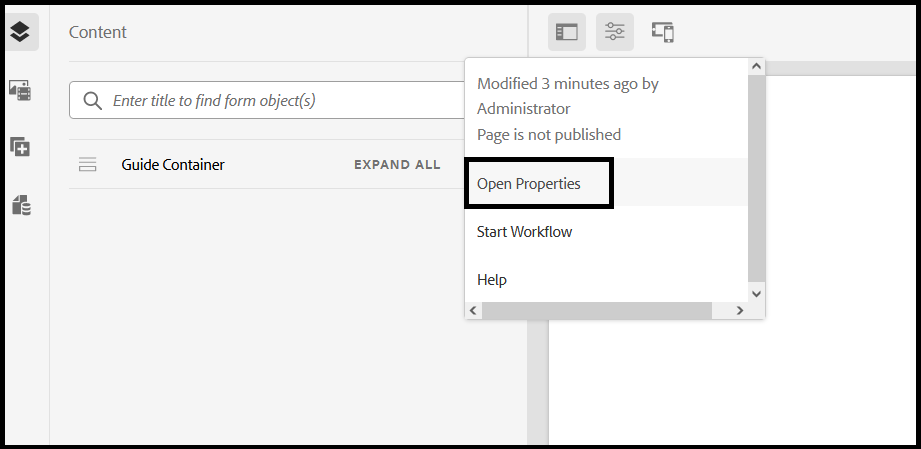 Content
Enter title to find form object(s)
Guide Container EXPAND ALL
Modified 3 minutes ago by
Administrator
Page is not published
Open Properties
Start Workflow
Help